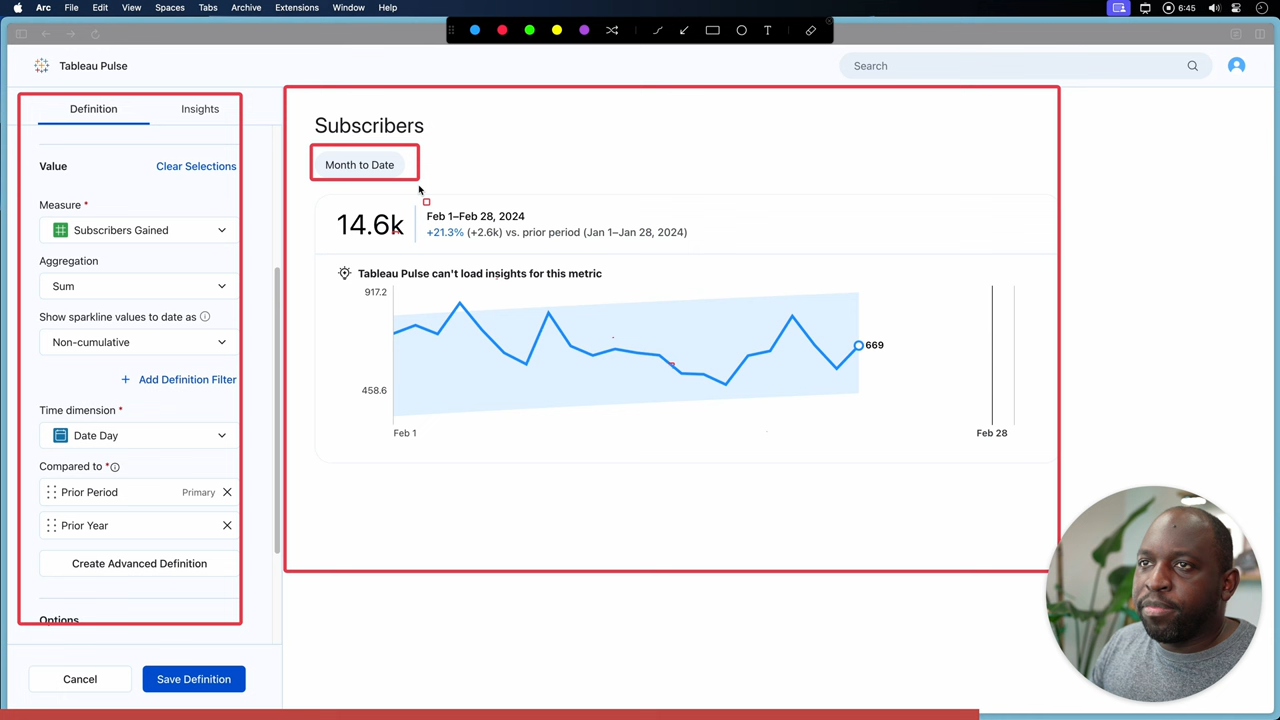 Arc File Edit View Spaces Tabs Archive Extensions Window Help 6:45
T
Tableau Pulse
Search
Definition Insights
Value Clear Selections
Measure *
Subscribers Gained
Aggregation
Sum
Show sparkline values to date as
Non-cumulative
+ Add Definition Filter
Time dimension *
Date Day
Compared to *
Prior Period Primary
Prior Year
Create Advanced Definition
Options
Cancel Save Definition
Subscribers
Month to Date
14.6k
Feb 1–Feb 28, 2024
+21.3% (+2.6k) vs. prior period (Jan 1–Jan 28, 2024)
Tableau Pulse can't load insights for this metric
917.2
669
458.6
Feb 1 Feb 28